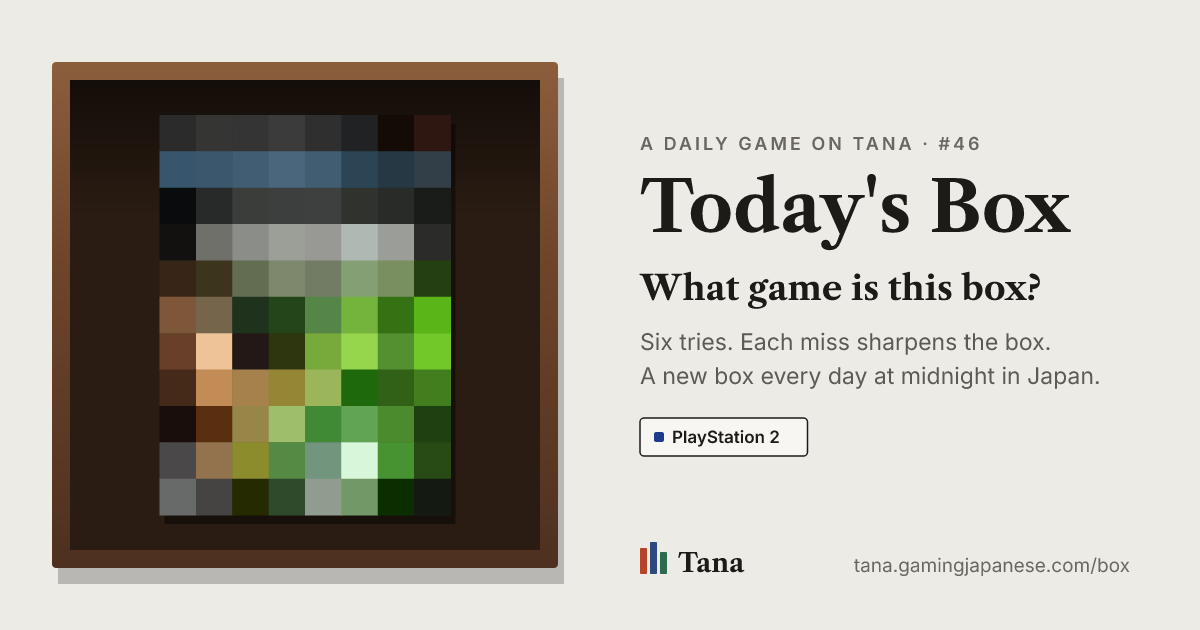 A DAILY GAME ON TANA · #46
Today's Box
What game is this box?
Six tries. Each miss sharpens the box.
A new box every day at midnight in Japan.
PlayStation 2
Tana
tana.gamingjapanese.com/box